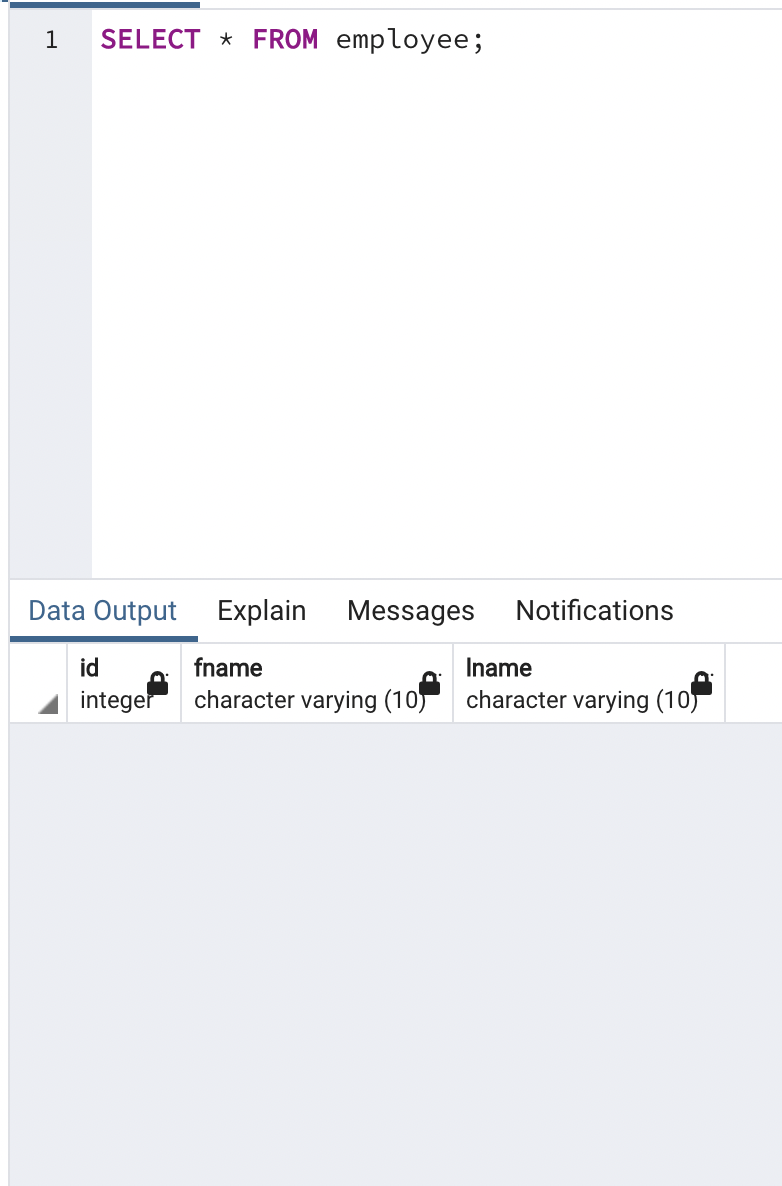 1 SELECT * FROM employee;
Data Output Explain Messages Notifications
id fname lname
integer character varying (10) character varying (10)